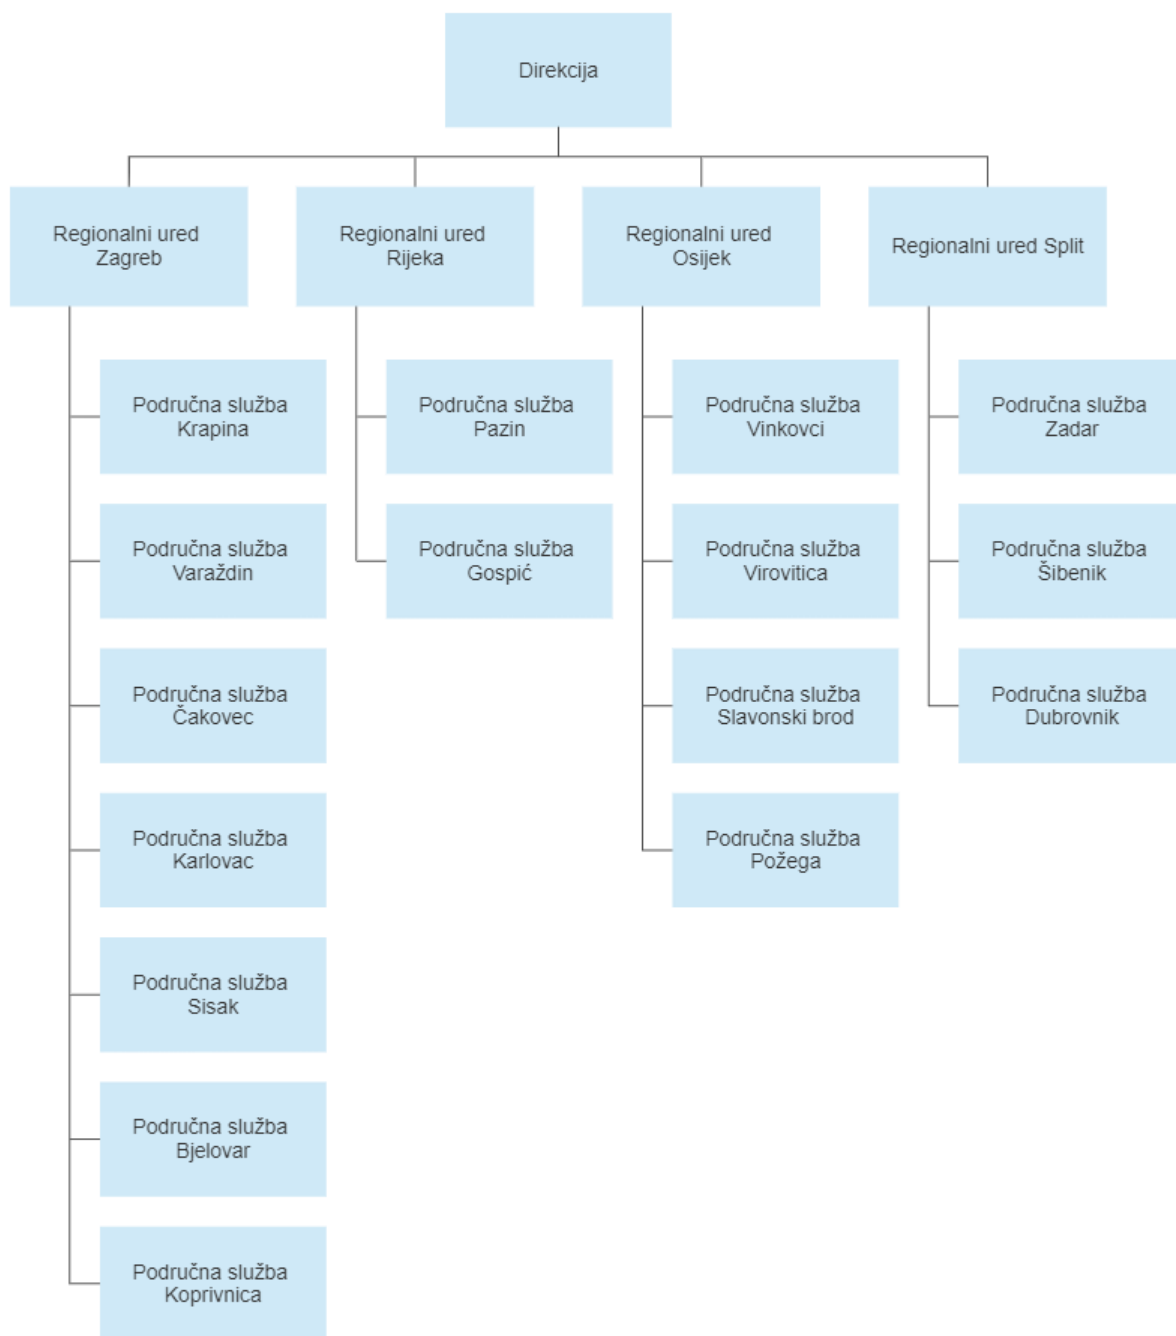 Direkcija
Regionalni ured
Zagreb
Regionalni ured
Rijeka
Regionalni ured
Osijek
Regionalni ured Split
Područna služba
Krapina
Područna služba
Varaždin
Područna služba
Čakovec
Područna služba
Karlovac
Područna služba
Sisak
Područna služba
Bjelovar
Područna služba
Koprivnica
Područna služba
Pazin
Područna služba
Gospić
Područna služba
Vinkovci
Područna služba
Virovitica
Područna služba
Slavonski brod
Područna služba
Požega
Područna služba
Zadar
Područna služba
Šibenik
Područna služba
Dubrovnik